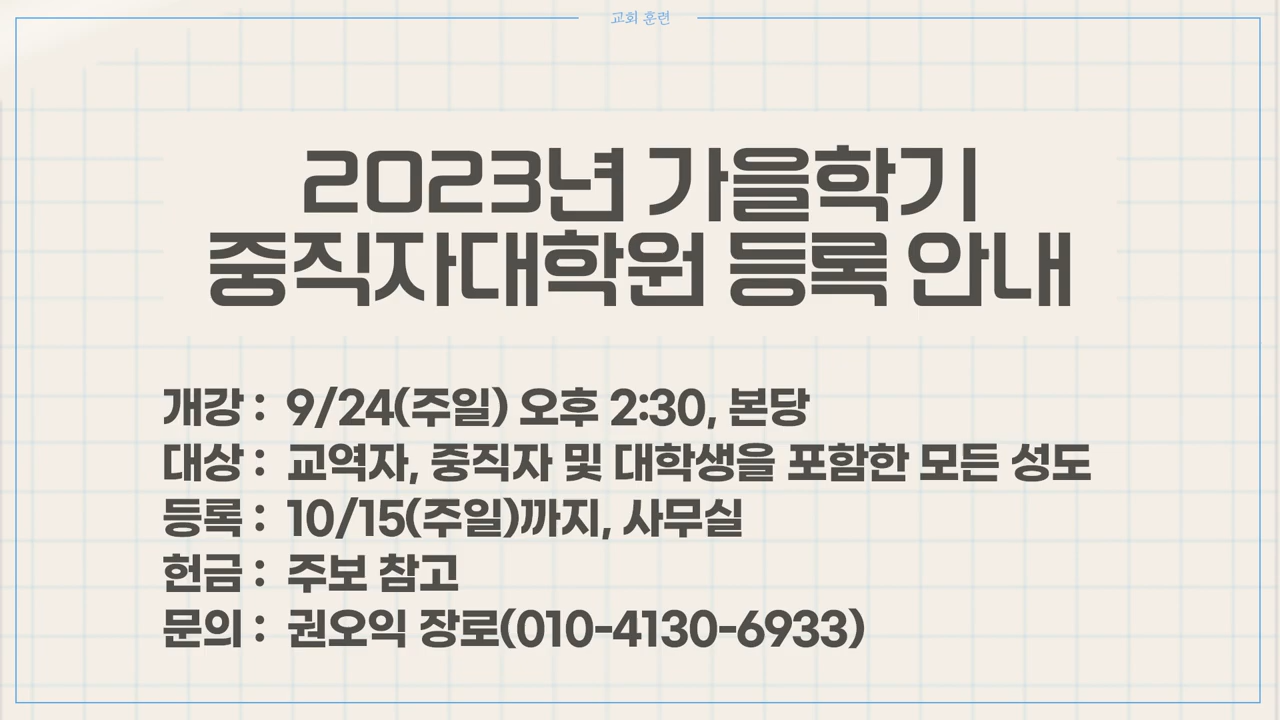 교회 훈련
2023년 가을학기
중직자대학원 등록 안내
개강 : 9/24(주일) 오후 2:30, 본당
대상 : 교역자, 중직자 및 대학생을 포함한 모든 성도
등록 : 10/15(주일)까지, 사무실
헌금 : 주보 참고
문의 : 권오익 장로(010-4130-6933)